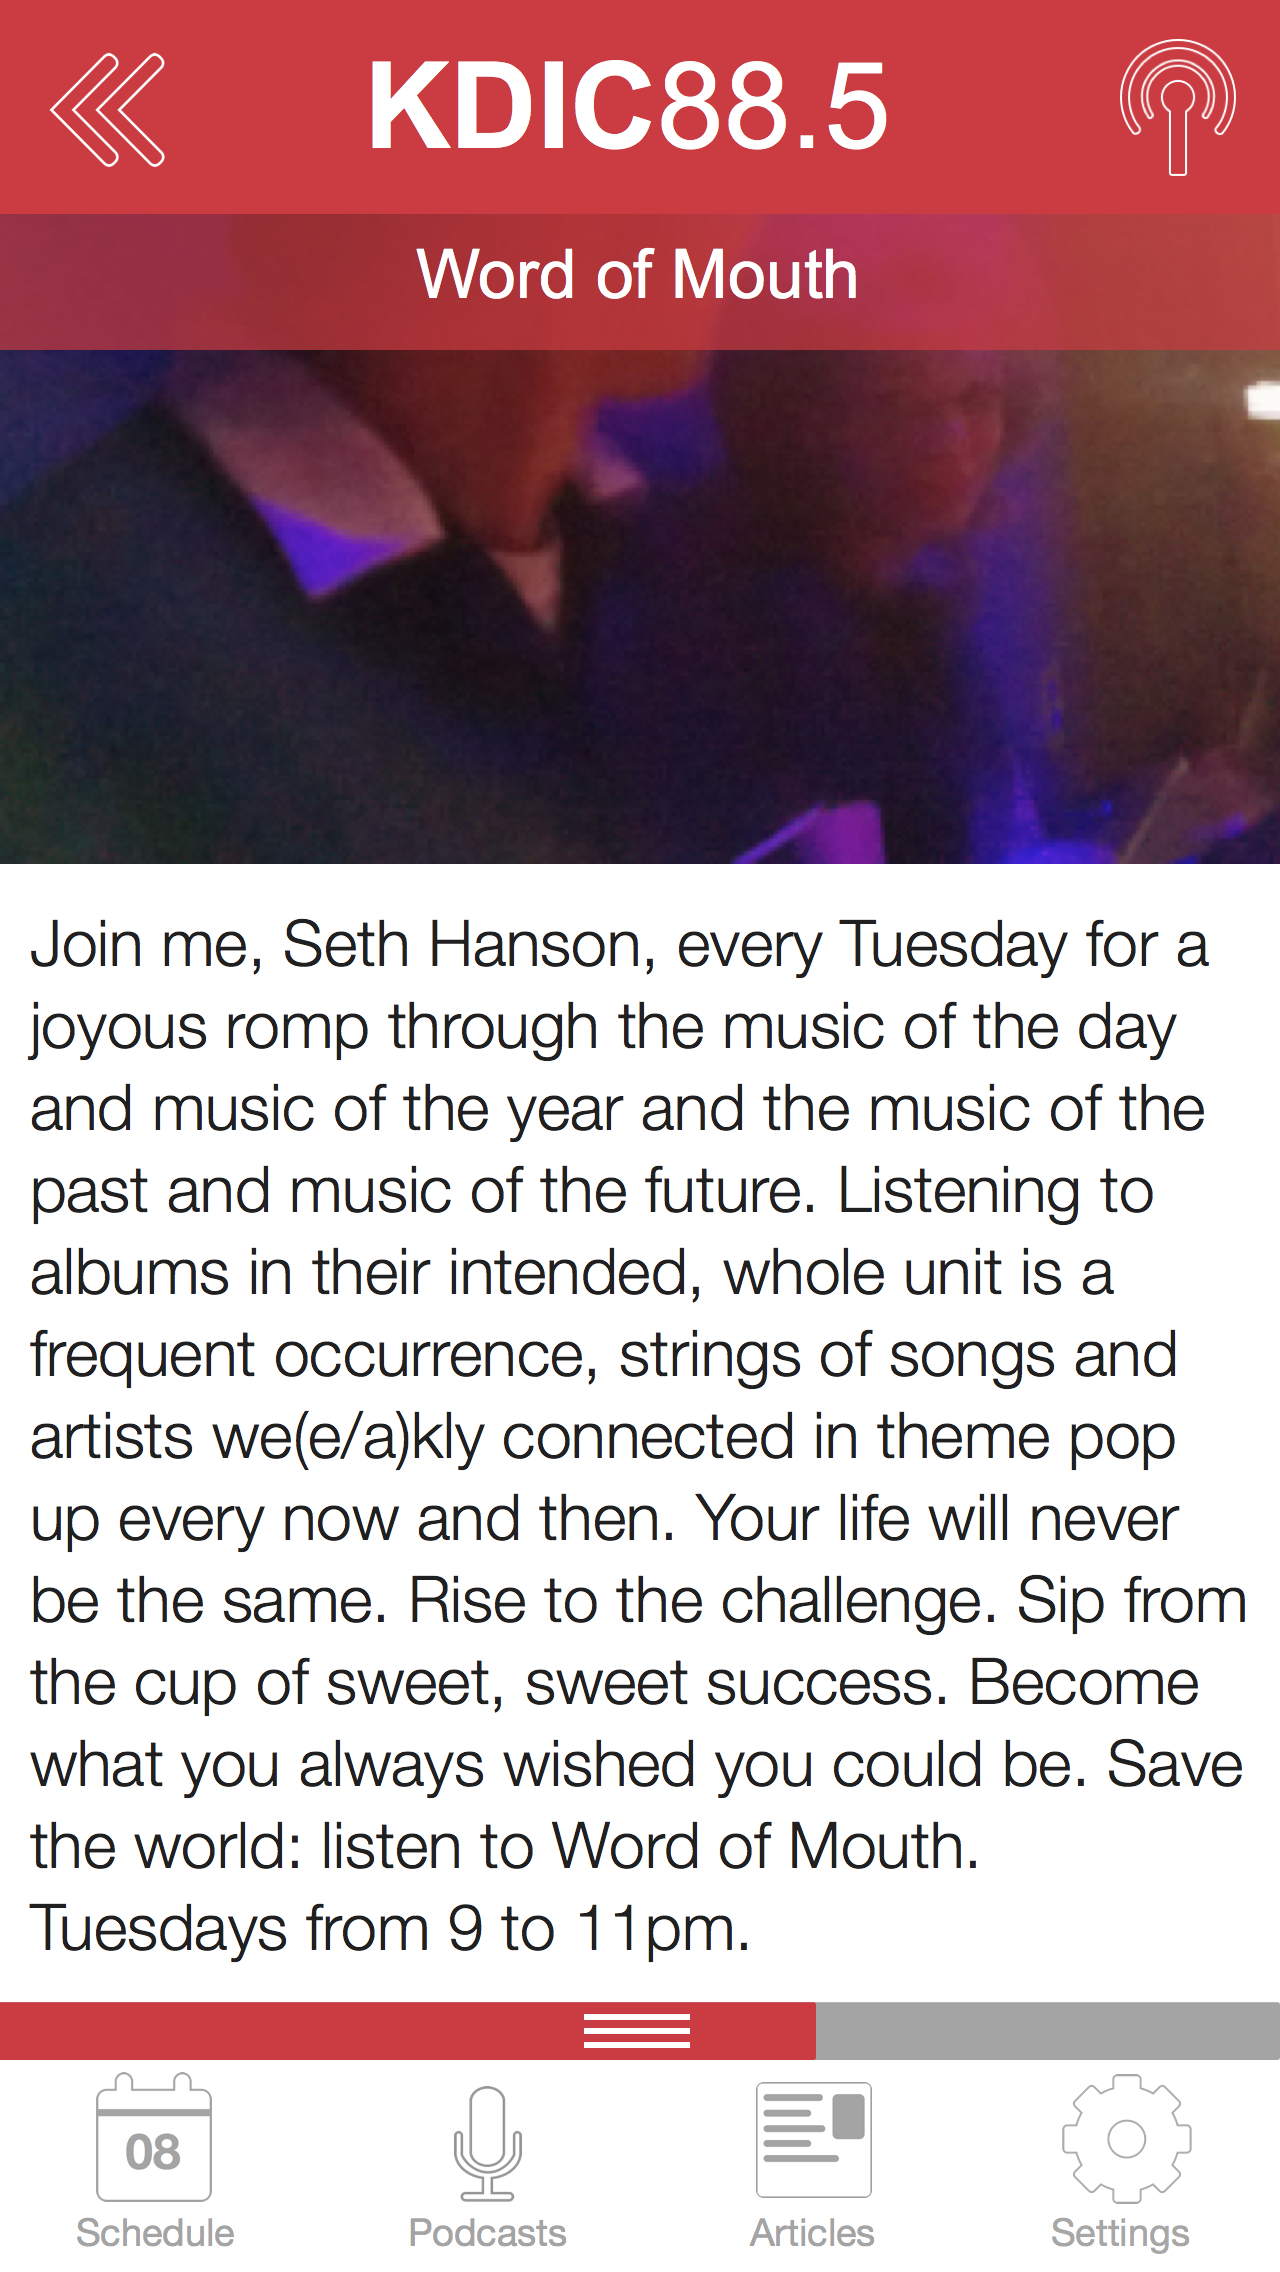 KDIC88.5
Word of Mouth
Join me, Seth Hanson, every Tuesday for a
joyous romp through the music of the day
and music of the year and the music of the
past and music of the future. Listening to
albums in their intended, whole unit is a
frequent occurrence, strings of songs and
artists we(e/a)kly connected in theme pop
up every now and then. Your life will never
be the same. Rise to the challenge. Sip from
the cup of sweet, sweet success. Become
what you always wished you could be. Save
the world: listen to Word of Mouth.
Tuesdays from 9 to 11pm.
08
Schedule Podcasts Articles Settings